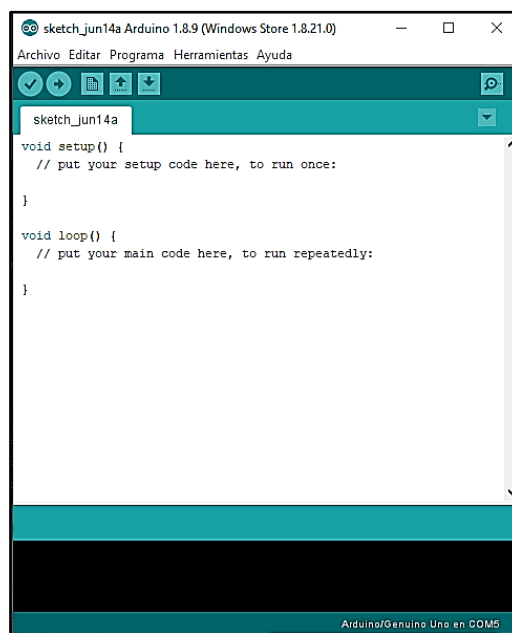 sketch_jun14a Arduino 1.8.9 (Windows Store 1.8.21.0)
Archivo Editar Programa Herramientas Ayuda
sketch_jun14a
void setup() {
  // put your setup code here, to run once:
}
void loop() {
  // put your main code here, to run repeatedly:
}
Arduino/Genuino Uno en COM5